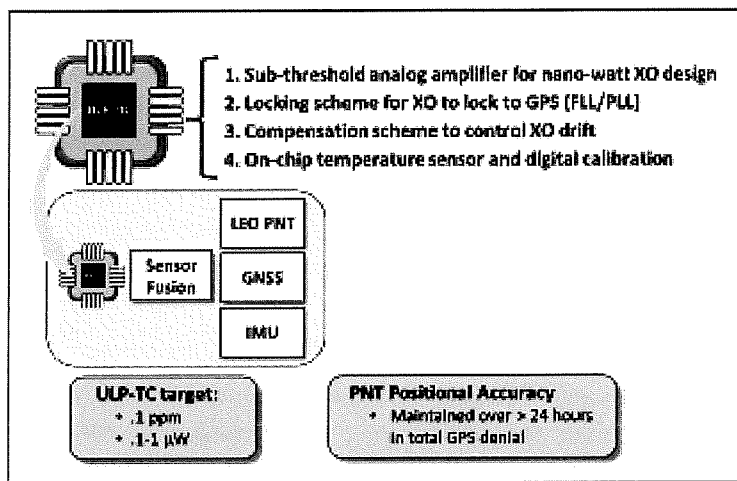 1. Sub-threshold analog amplifier for nano-watt XO design
2. Locking scheme for XO to lock to GPS (FLL/PLL)
3. Compensation scheme to control XO drift
4. On-chip temperature sensor and digital calibration
LEO PNT
Sensor
Fusion
GNSS
IMU
ULP-TC target:
• .1 ppm
• .1-1 µW
PNT Positional Accuracy
• Maintained over > 24 hours
in total GPS denial